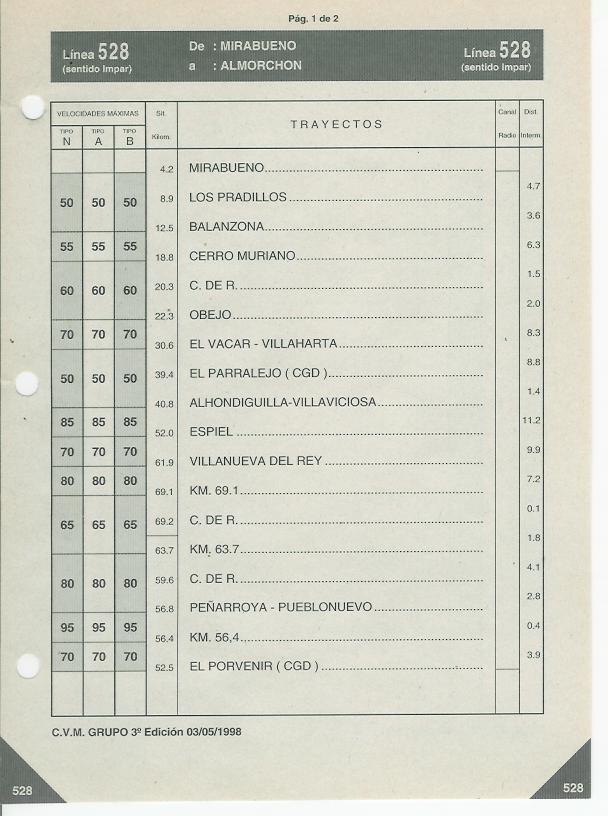 Pág. 1 de 2
Línea 528 De : MIRABUENO Línea 528
(sentido Impar) a : ALMORCHON (sentido Impar)
VELOCIDADES MÁXIMAS Sit. TRAYECTOS Canal Dist.
TIPO TIPO TIPO Kilom. Radio Interm.
N A B
4.2 MIRABUENO
4.7
50 50 50 8.9 LOS PRADILLOS
3.6
12.5 BALANZONA
55 55 55 6.3
18.8 CERRO MURIANO
1.5
60 60 60 20.3 C. DE R.
2.0
22.3 OBEJO
70 70 70 8.3
30.6 EL VACAR - VILLAHARTA
8.8
50 50 50 39.4 EL PARRALEJO ( CGD )
1.4
40.8 ALHONDIGUILLA-VILLAVICIOSA
85 85 85 11.2
52.0 ESPIEL
70 70 70 9.9
61.9 VILLANUEVA DEL REY
80 80 80 7.2
69.1 KM. 69.1
0.1
65 65 65 69.2 C. DE R.
1.8
63.7 KM. 63.7
4.1
80 80 80 59.6 C. DE R.
2.8
56.8 PEÑARROYA - PUEBLONUEVO
95 95 95 0.4
56.4 KM. 56,4
70 70 70 3.9
52.5 EL PORVENIR ( CGD )
C.V.M. GRUPO 3º Edición 03/05/1998
528 528